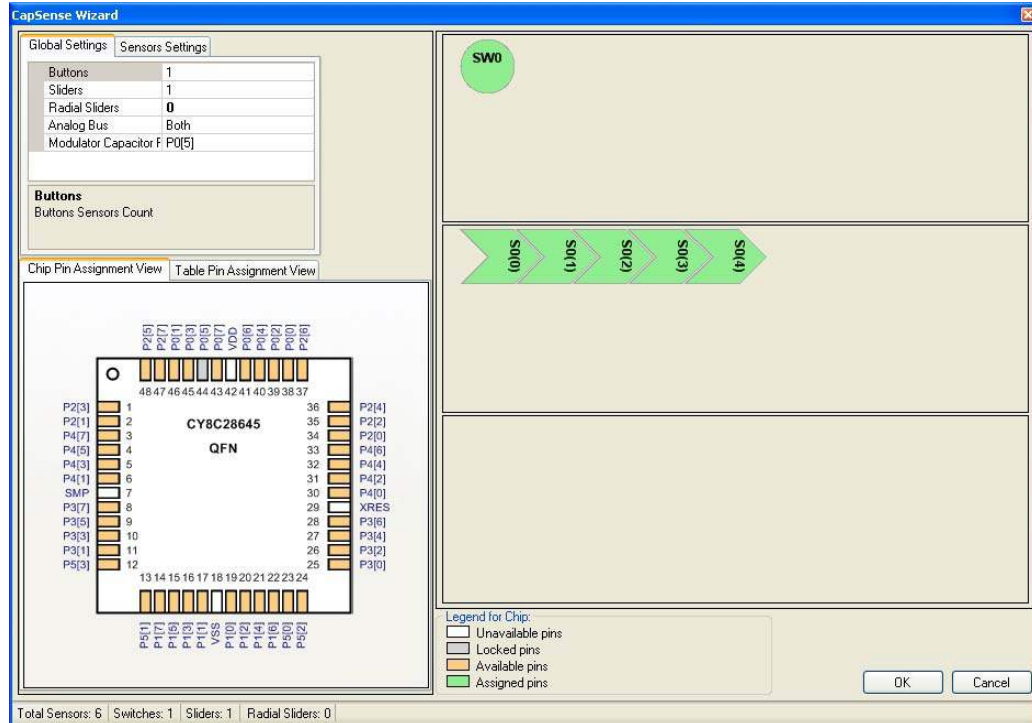 CapSense Wizard
Global Settings
Sensors Settings
Buttons 1
Sliders 1
Radial Sliders 0
Analog Bus Both
Modulator Capacitor P0[5]
Buttons
Buttons Sensors Count
Chip Pin Assignment View
Table Pin Assignment View
P2[5] P2[7] P0[1] P0[3] P0[5] P0[7] VDD P0[6] P0[4] P0[2] P0[0] P2[6]
48 47 46 45 44 43 42 41 40 39 38 37
P2[3] 1 36 P2[4]
P2[1] 2 CY8C28645 35 P2[2]
P4[7] 3 34 P2[0]
P4[5] 4 QFN 33 P4[6]
P4[3] 5 32 P4[4]
P4[1] 6 31 P4[2]
SMP 7 30 P4[0]
P3[7] 8 29 XRES
P3[5] 9 28 P3[6]
P3[3] 10 27 P3[4]
P3[1] 11 26 P3[2]
P5[3] 12 25 P3[0]
13 14 15 16 17 18 19 20 21 22 23 24
P5[1] P1[7] P1[5] P1[3] P1[1] VSS P1[0] P1[2] P1[4] P1[6] P5[0] P5[2]
SW0
S0(0) S0(1) S0(2) S0(3) S0(4)
Legend for Chip:
Unavailable pins
Locked pins
Available pins
Assigned pins
OK Cancel
Total Sensors: 6 Switches: 1 Sliders: 1 Radial Sliders: 0